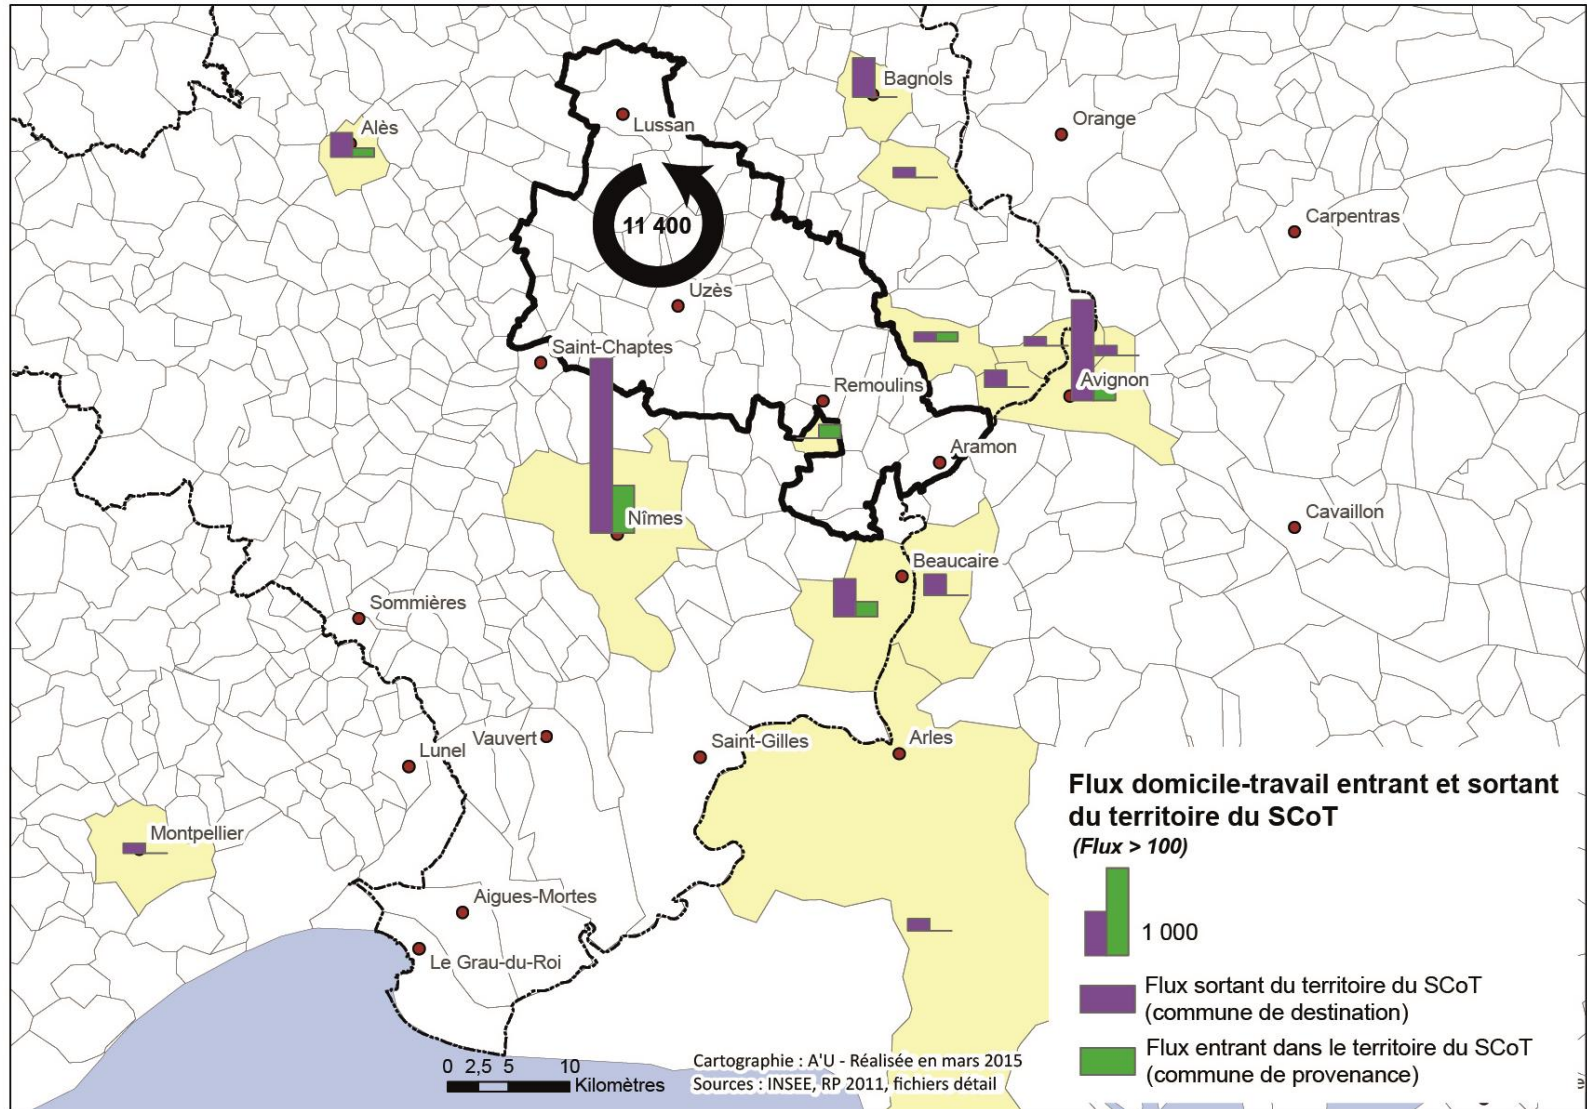 Bagnols
Orange
Alès
Lussan
Carpentras
11 400
Uzès
Saint-Chaptes
Remoulins
Avignon
Aramon
Nîmes
Cavaillon
Beaucaire
Sommières
Vauvert
Lunel
Saint-Gilles
Arles
Montpellier
Aigues-Mortes
Le Grau-du-Roi
Flux domicile-travail entrant et sortant
du territoire du SCoT
(Flux > 100)
1 000
Flux sortant du territoire du SCoT
(commune de destination)
Flux entrant dans le territoire du SCoT
(commune de provenance)
0 2,5 5 10
Kilomètres
Cartographie : A'U - Réalisée en mars 2015
Sources : INSEE, RP 2011, fichiers détail